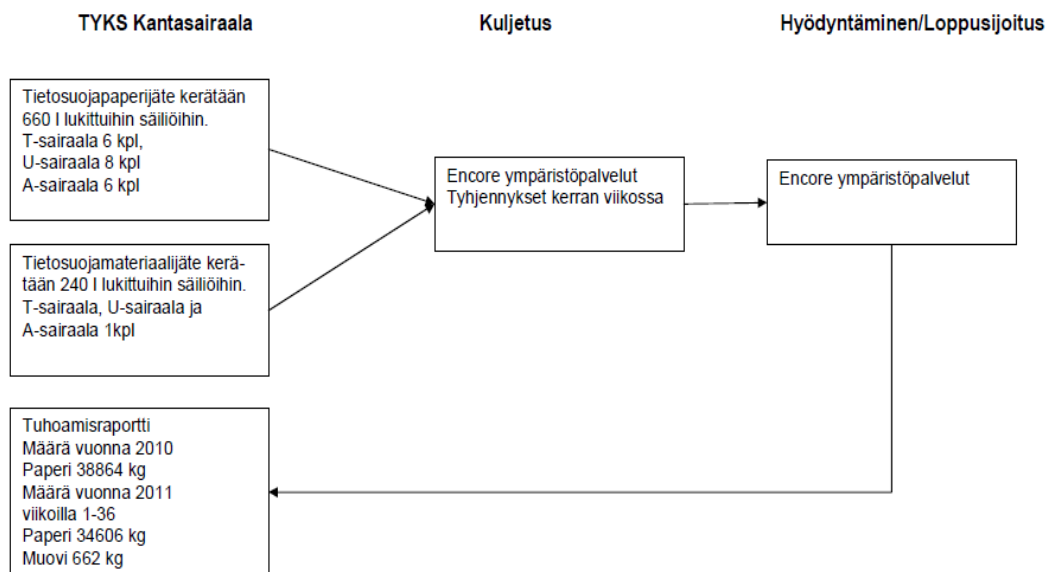 TYKS Kantasairaala
Kuljetus
Hyödyntäminen/Loppusijoitus
Tietosuojapaperijäte kerätään
660 l lukittuihin säiliöihin.
T-sairaala 6 kpl,
U-sairaala 8 kpl
A-sairaala 6 kpl
Encore ympäristöpalvelut
Tyhjennykset kerran viikossa
Encore ympäristöpalvelut
Tietosuojamateriaalijäte kerä-
tään 240 l lukittuihin säiliöihin.
T-sairaala, U-sairaala ja
A-sairaala 1kpl
Tuhoamisraportti
Määrä vuonna 2010
Paperi 38864 kg
Määrä vuonna 2011
viikoilla 1-36
Paperi 34606 kg
Muovi 662 kg